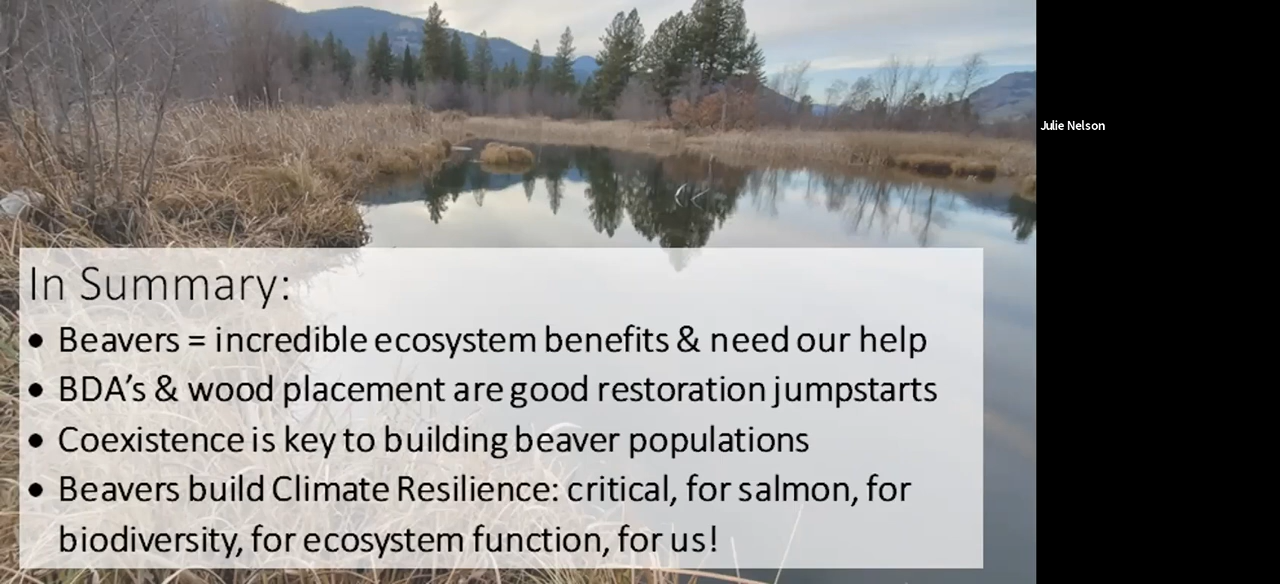 Julie Nelson
In Summary:
• Beavers = incredible ecosystem benefits & need our help
• BDA’s & wood placement are good restoration jumpstarts
• Coexistence is key to building beaver populations
• Beavers build Climate Resilience: critical, for salmon, for
biodiversity, for ecosystem function, for us!